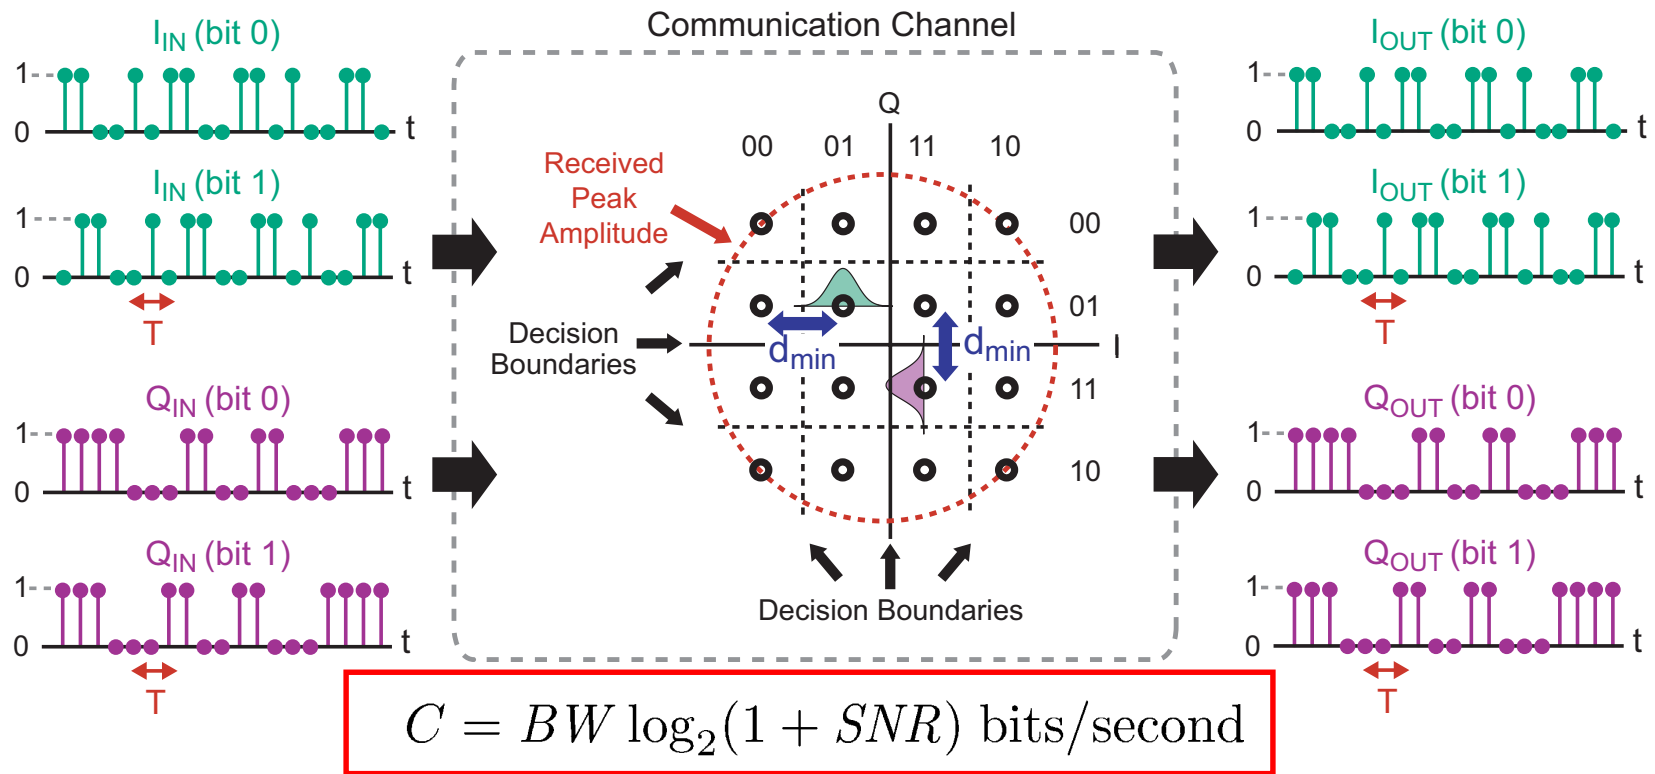 Communication Channel
I_IN (bit 0)
1
0
t
I_IN (bit 1)
1
0
t
T
Q_IN (bit 0)
1
0
t
Q_IN (bit 1)
1
0
t
T
Q
00 01 11 10
Received
Peak
Amplitude
00
01
11
10
Decision
Boundaries
d_min
d_min
I
Decision Boundaries
I_OUT (bit 0)
1
0
t
I_OUT (bit 1)
1
0
t
T
Q_OUT (bit 0)
1
0
t
Q_OUT (bit 1)
1
0
t
T
C = BW log_2(1 + SNR) bits/second